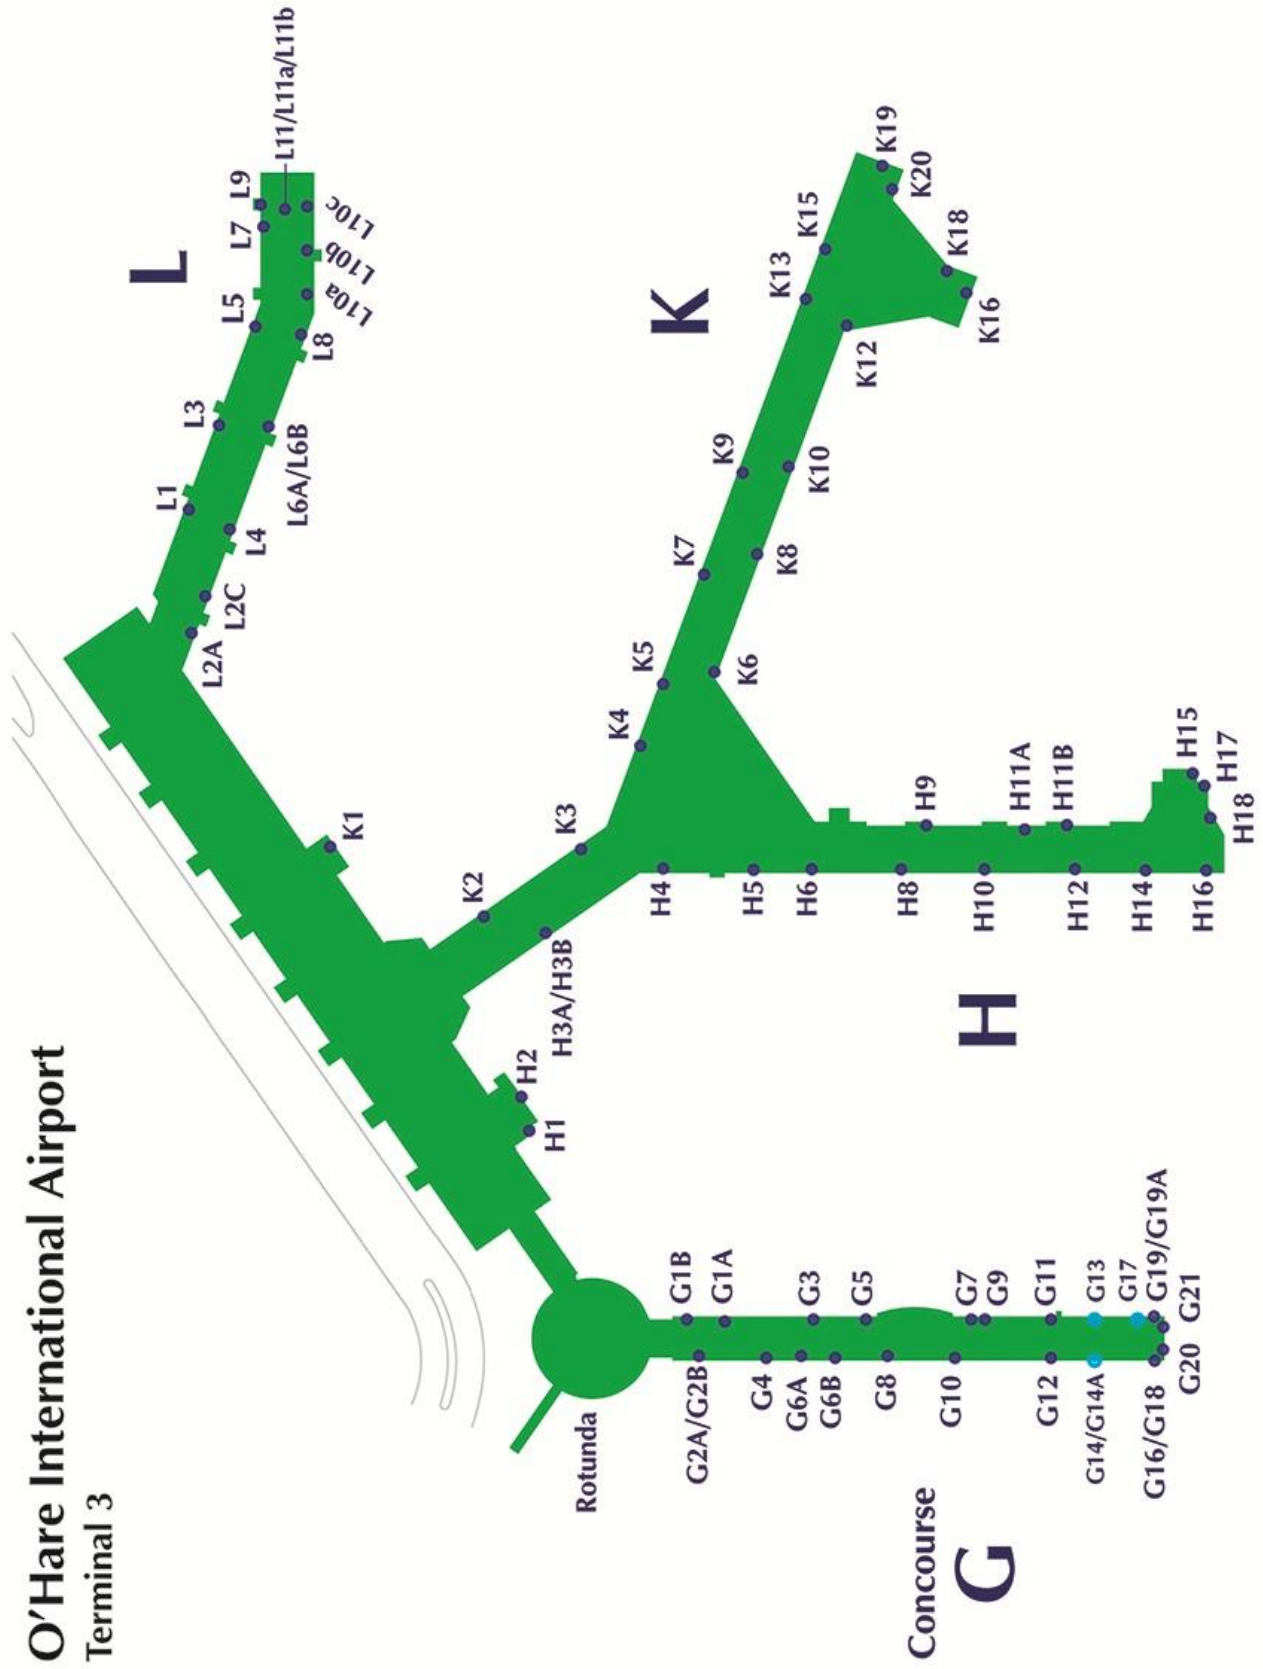 O'Hare International Airport
Terminal 3
L
L9
L7
L11/L11a/L11b
L10c
L10b
L10a
L5
L8
L3
L6A/L6B
L1
L4
L2C
L2A
K
K19
K20
K15
K18
K13
K16
K12
K9
K10
K7
K8
K5
K6
K4
K3
K2
K1
H
H1
H2
H3A/H3B
H4
H5
H6
H8
H9
H10
H11A
H11B
H12
H14
H15
H17
H18
H16
Rotunda
Concourse
G
G1B
G1A
G2A/G2B
G3
G4
G5
G6A
G6B
G7
G8
G9
G10
G11
G12
G13
G14/G14A
G17
G16/G18
G19/G19A
G20
G21